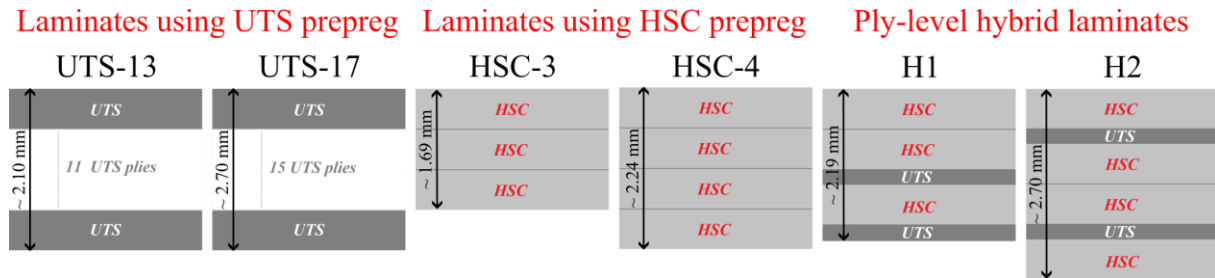 Laminates using UTS prepreg
Laminates using HSC prepreg
Ply-level hybrid laminates
UTS-13
UTS-17
HSC-3
HSC-4
H1
H2
~ 2.10 mm
UTS
11 UTS plies
UTS
~ 2.70 mm
UTS
15 UTS plies
UTS
~ 1.69 mm
HSC
HSC
HSC
~ 2.24 mm
HSC
HSC
HSC
HSC
~ 2.19 mm
HSC
HSC
UTS
HSC
UTS
~ 2.70 mm
HSC
UTS
HSC
HSC
UTS
HSC